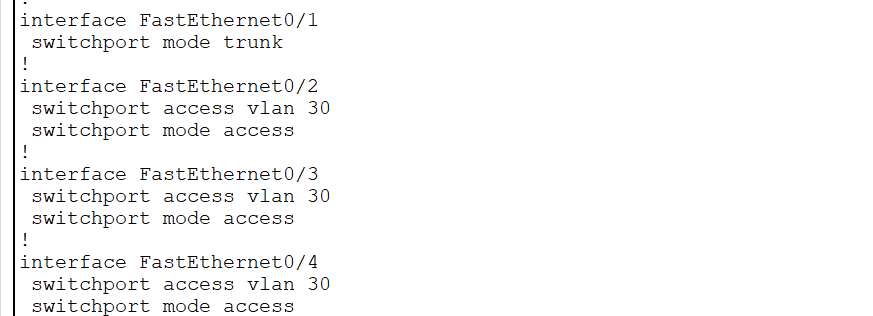 !
interface FastEthernet0/1
 switchport mode trunk
!
interface FastEthernet0/2
 switchport access vlan 30
 switchport mode access
!
interface FastEthernet0/3
 switchport access vlan 30
 switchport mode access
!
interface FastEthernet0/4
 switchport access vlan 30
 switchport mode access